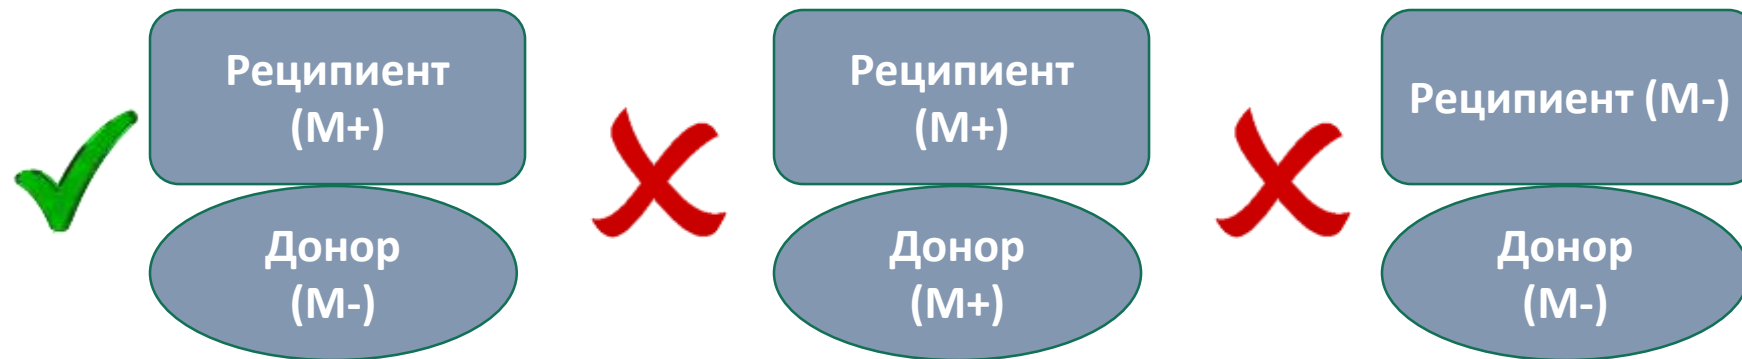 Реципиент
(М+)
Донор
(М-)
Реципиент
(М+)
Донор
(М+)
Реципиент (М-)
Донор
(М-)